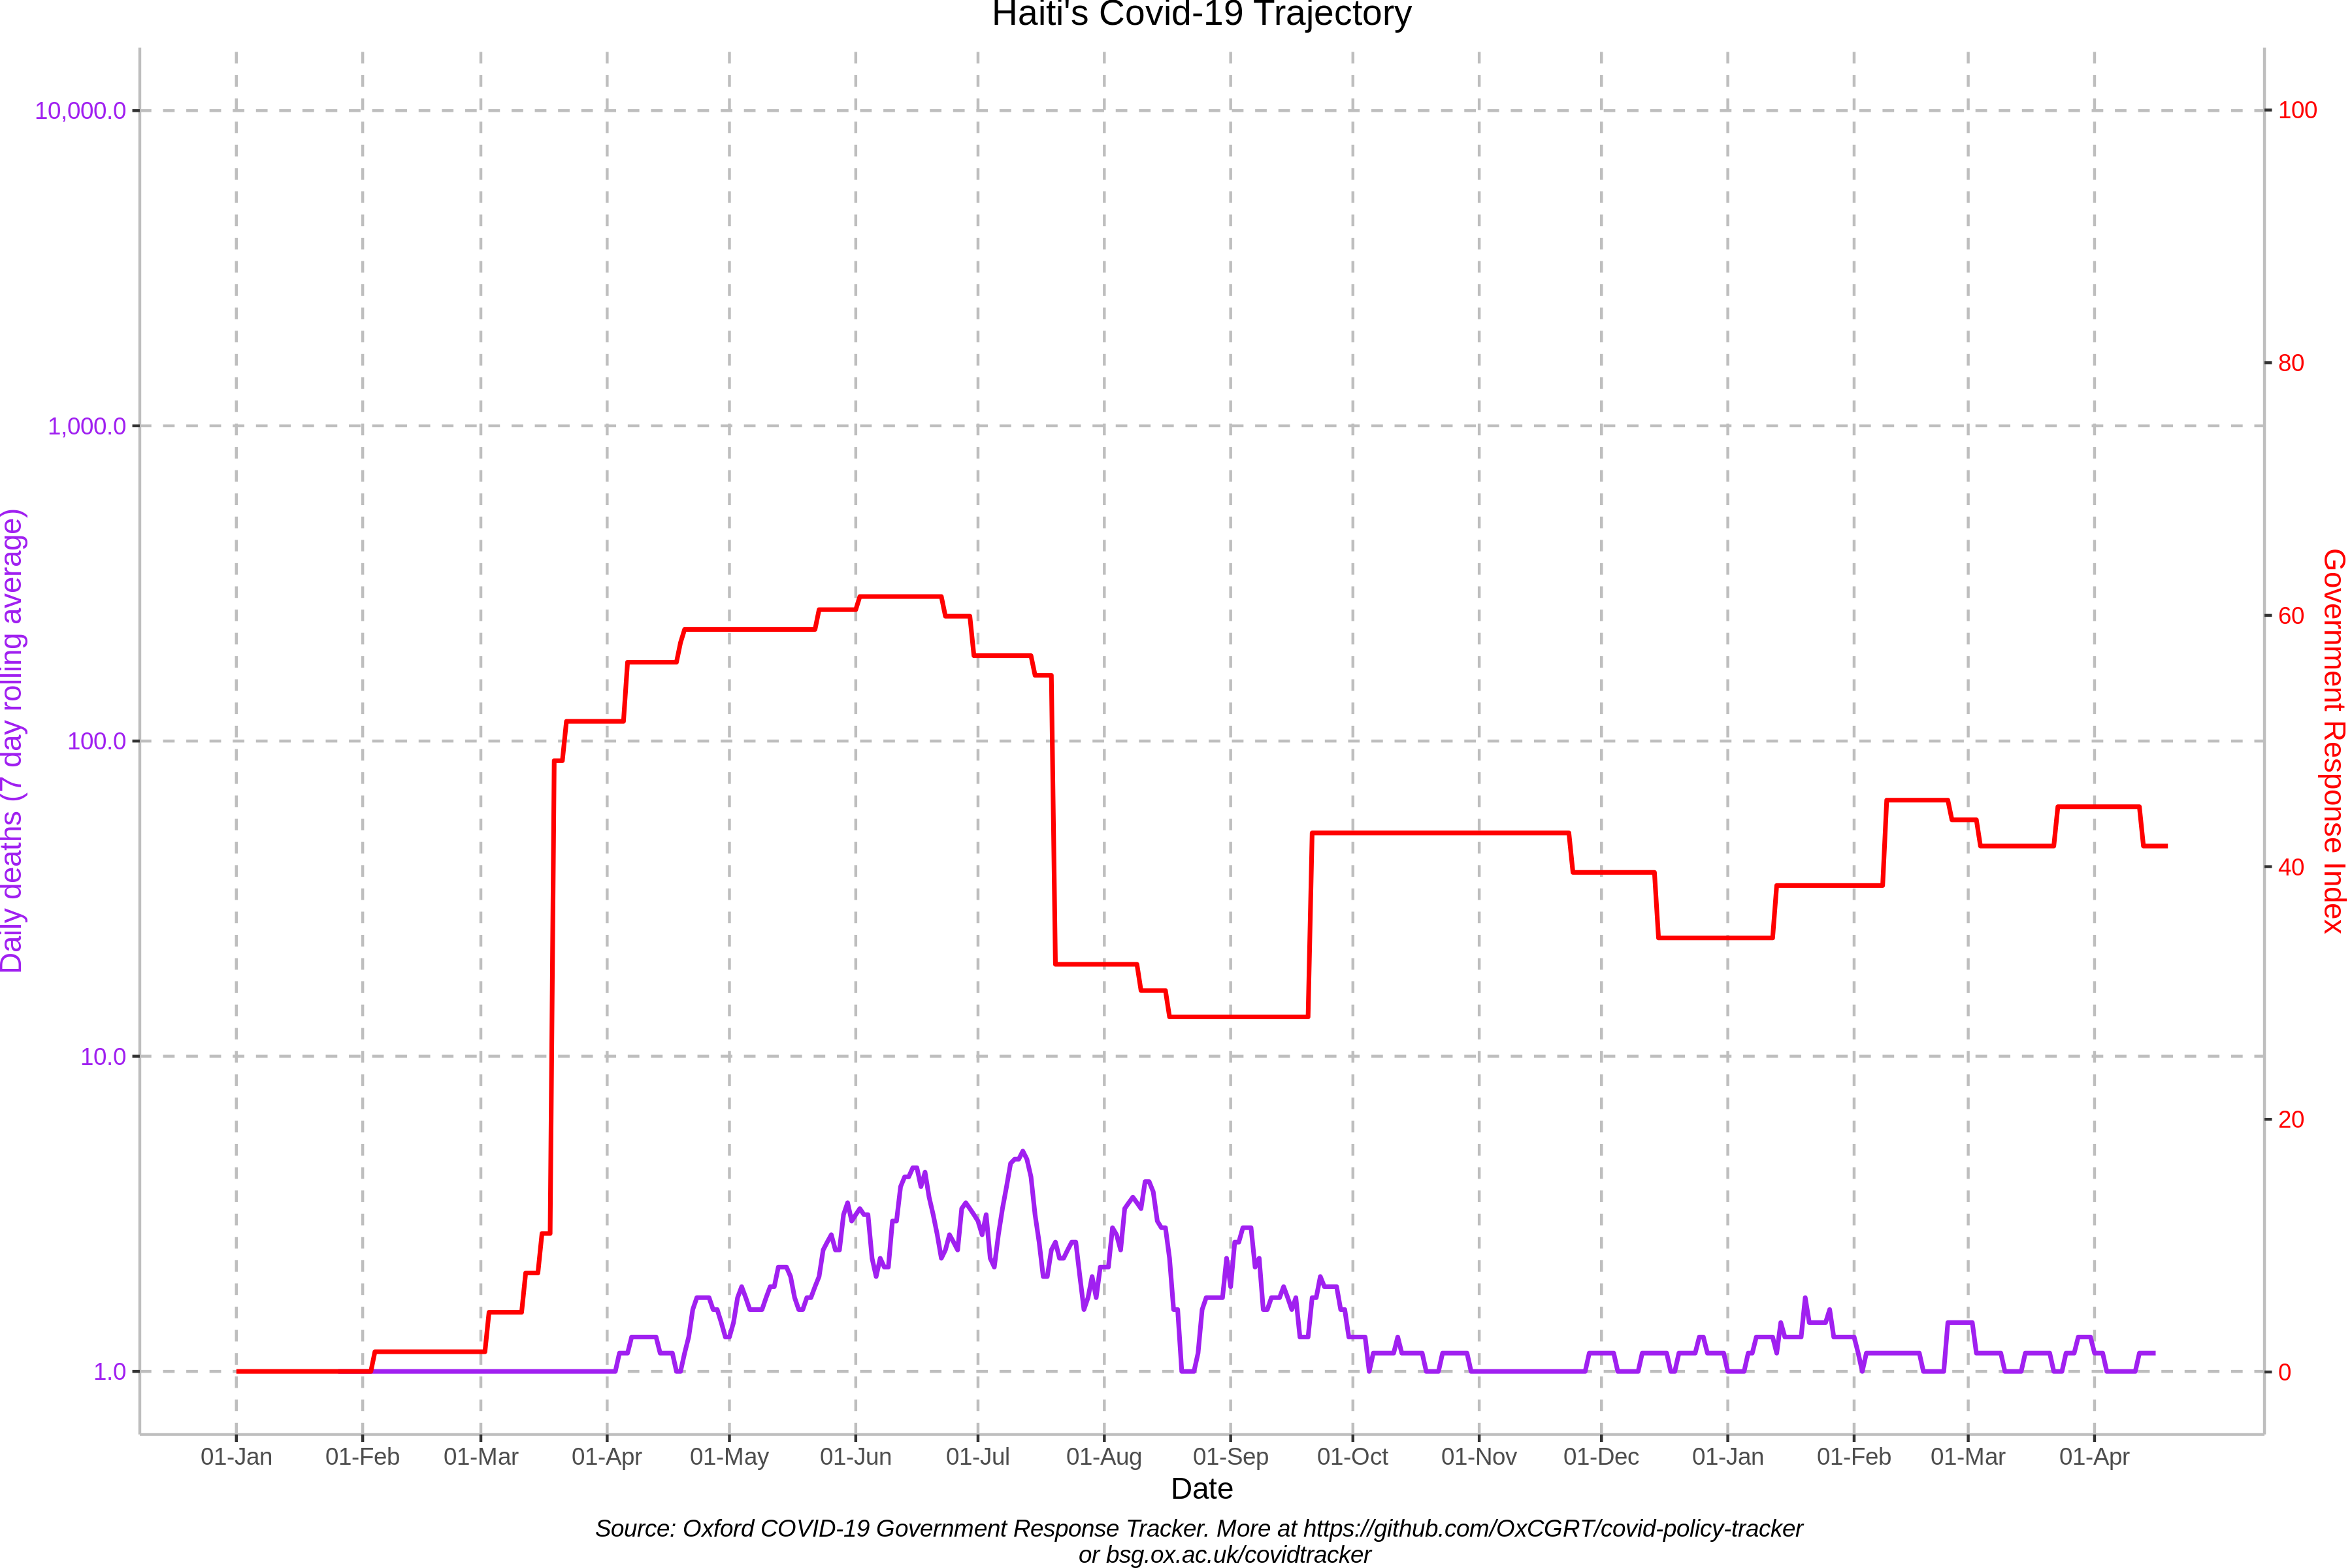 Haiti's Covid-19 Trajectory
10,000.0
1,000.0
100.0
10.0
1.0
Daily deaths (7 day rolling average)
100
80
60
40
20
0
Government Response Index
01-Jan 01-Feb 01-Mar 01-Apr 01-May 01-Jun 01-Jul 01-Aug 01-Sep 01-Oct 01-Nov 01-Dec 01-Jan 01-Feb 01-Mar 01-Apr
Date
Source: Oxford COVID-19 Government Response Tracker. More at https://github.com/OxCGRT/covid-policy-tracker
or bsg.ox.ac.uk/covidtracker